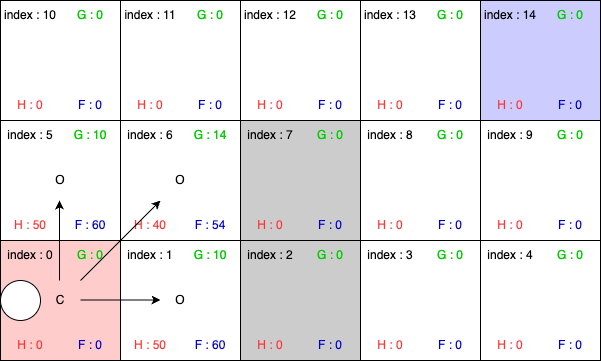 index : 10 G : 0 index : 11 G : 0 index : 12 G : 0 index : 13 G : 0 index : 14 G : 0
H : 0 F : 0 H : 0 F : 0 H : 0 F : 0 H : 0 F : 0 H : 0 F : 0
index : 5 G : 10 index : 6 G : 14 index : 7 G : 0 index : 8 G : 0 index : 9 G : 0
O O
H : 50 F : 60 H : 40 F : 54 H : 0 F : 0 H : 0 F : 0 H : 0 F : 0
index : 0 G : 0 index : 1 G : 10 index : 2 G : 0 index : 3 G : 0 index : 4 G : 0
C O
H : 0 F : 0 H : 50 F : 60 H : 0 F : 0 H : 0 F : 0 H : 0 F : 0